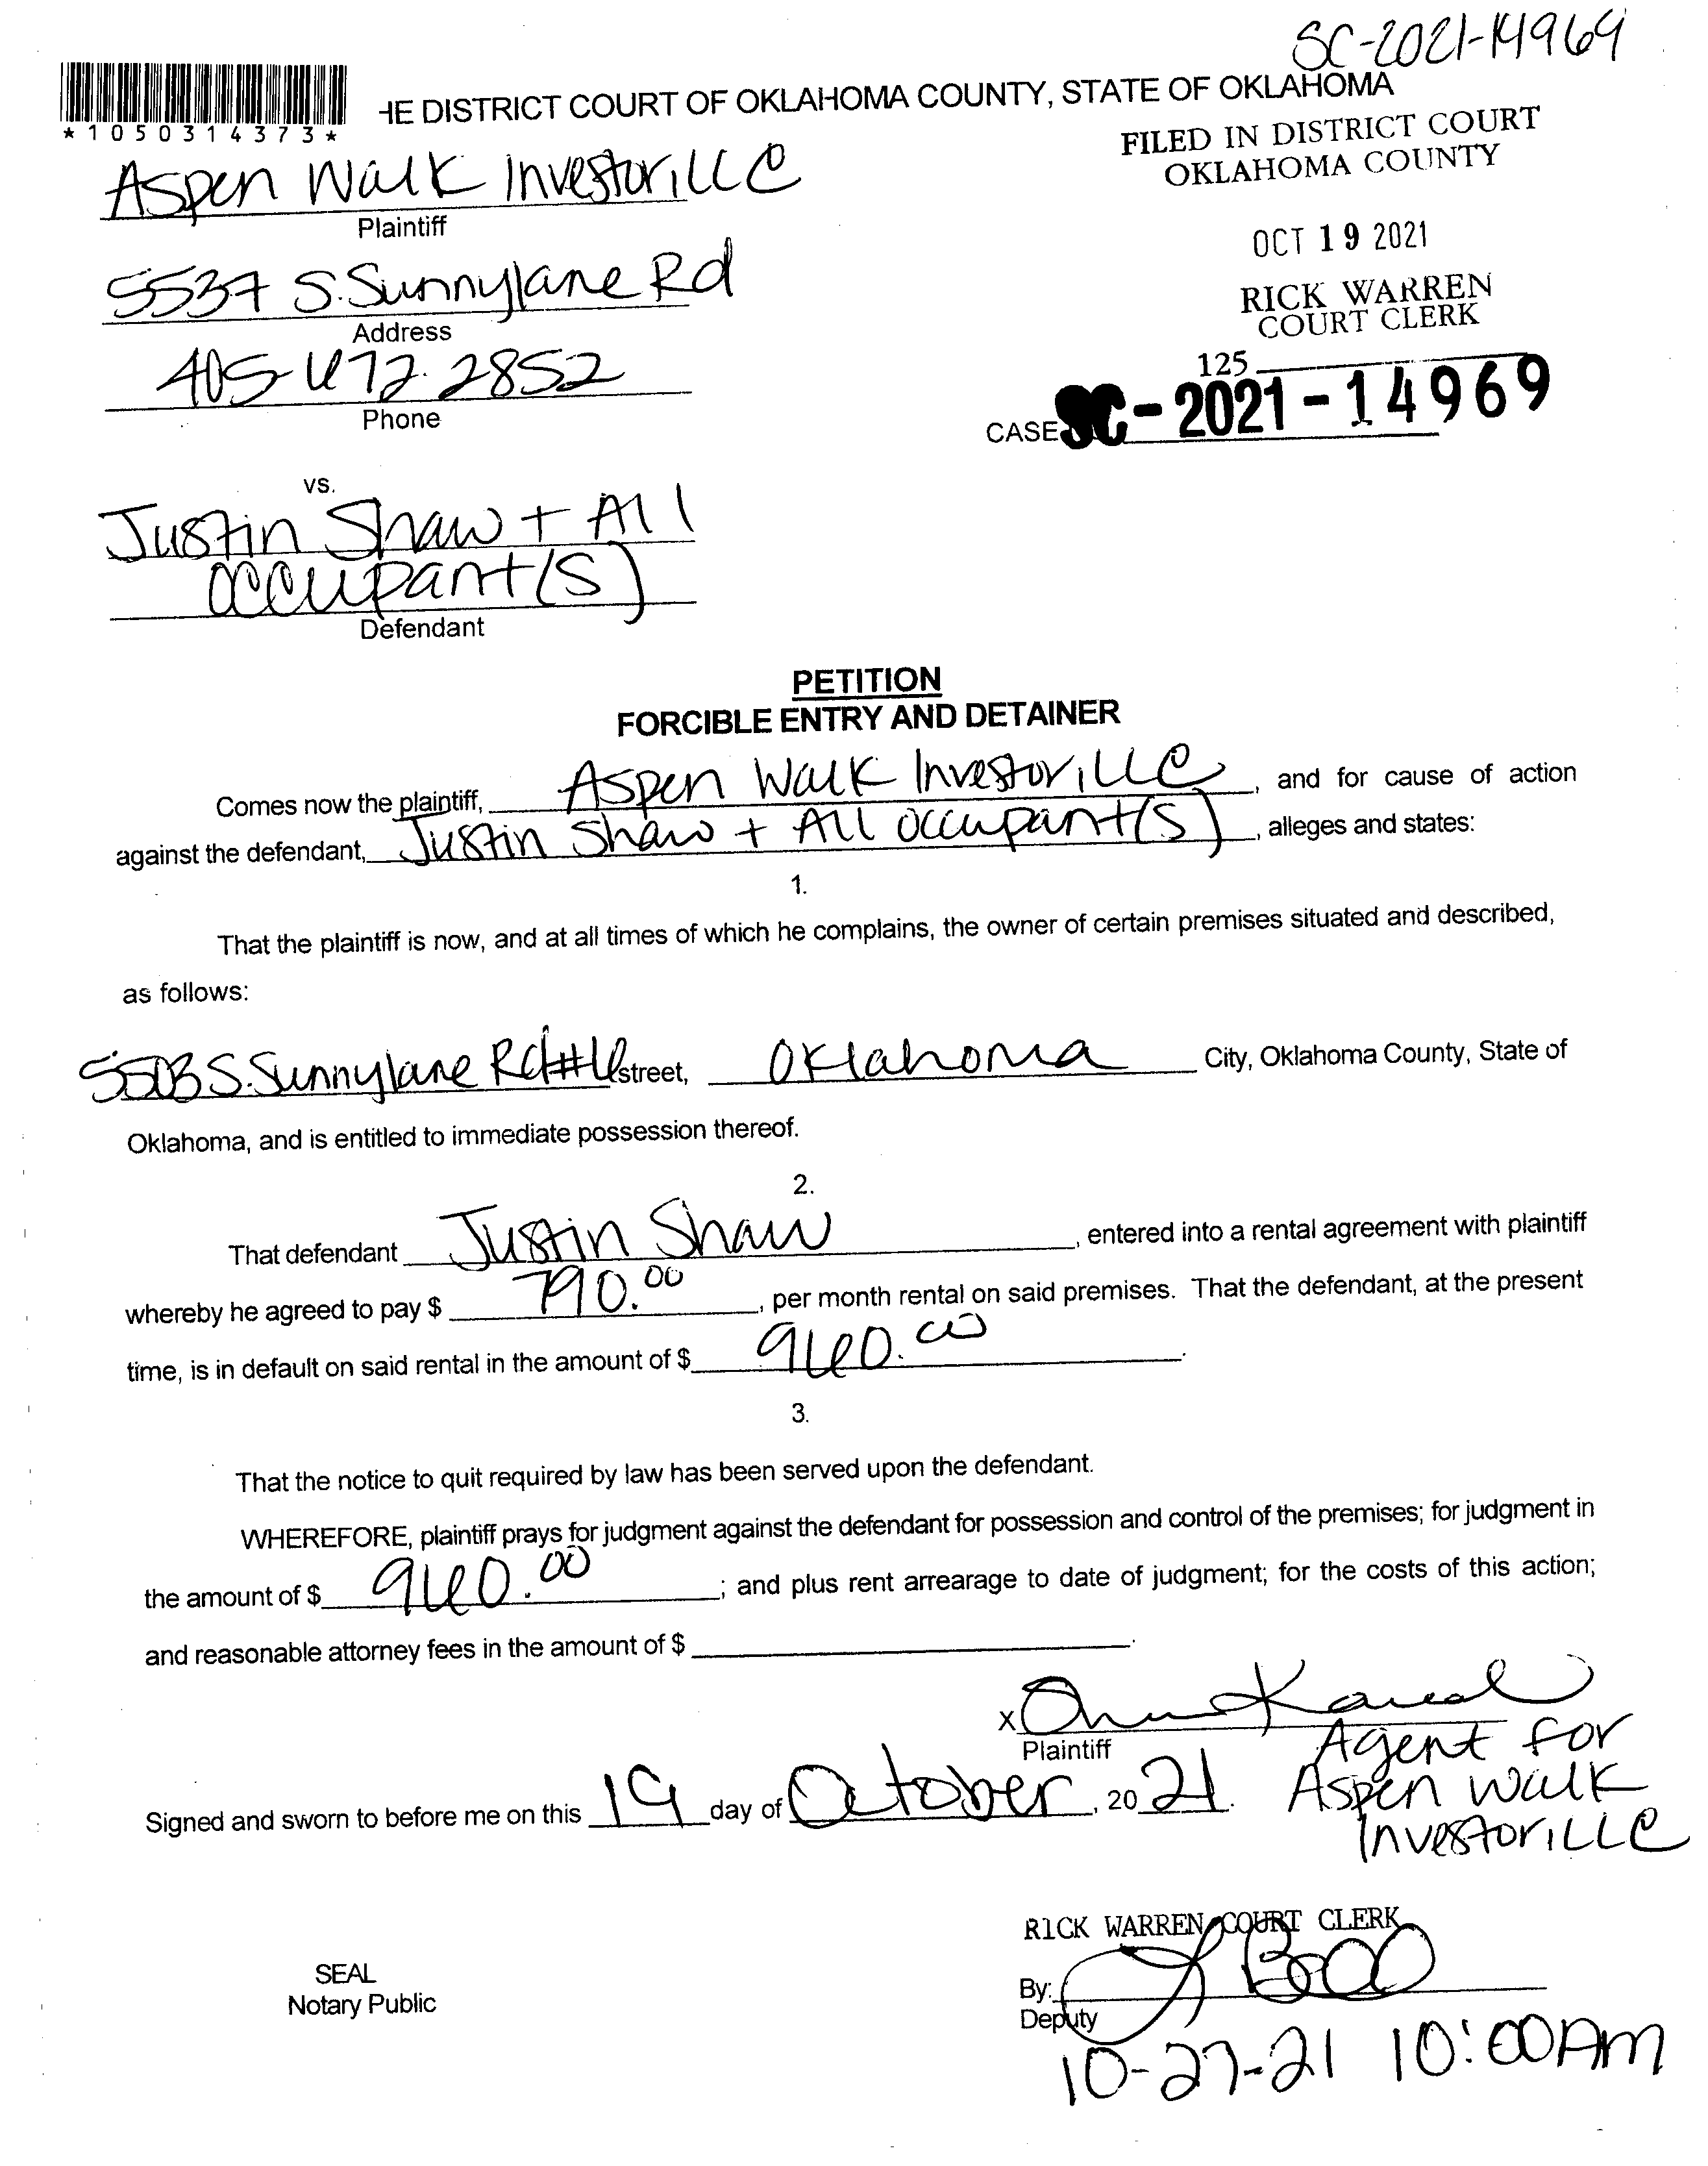 SC-2021-14969
HE DISTRICT COURT OF OKLAHOMA COUNTY, STATE OF OKLAHOMA
*1050314373*
FILED IN DISTRICT COURT
OKLAHOMA COUNTY
Aspen Walk Investor, LLC
Plaintiff
OCT 19 2021
5537 S. Sunnylane Rd
Address
RICK WARREN
COURT CLERK
405-672-2852
Phone
125
CASE SC-2021-14969
vs.
Justin Shaw + All
occupant(s)
Defendant
PETITION
FORCIBLE ENTRY AND DETAINER
Comes now the plaintiff, Aspen Walk Investor, LLC, and for cause of action
against the defendant, Justin Shaw + All occupant(s), alleges and states:
1.
That the plaintiff is now, and at all times of which he complains, the owner of certain premises situated and described,
as follows:
5503 S. Sunnylane Rd #6 street, Oklahoma City, Oklahoma County, State of
Oklahoma, and is entitled to immediate possession thereof.
2.
That defendant Justin Shaw, entered into a rental agreement with plaintiff
whereby he agreed to pay $ 790.00, per month rental on said premises. That the defendant, at the present
time, is in default on said rental in the amount of $ 960.00.
3.
That the notice to quit required by law has been served upon the defendant.
WHEREFORE, plaintiff prays for judgment against the defendant for possession and control of the premises; for judgment in
the amount of $ 960.00; and plus rent arrearage to date of judgment; for the costs of this action;
and reasonable attorney fees in the amount of $
X
Plaintiff
Agent for
Aspen Walk
Investor, LLC
Signed and sworn to before me on this 19 day of October, 2021.
RICK WARREN COURT CLERK
SEAL
Notary Public
By:
Deputy
10-27-21 10:00AM